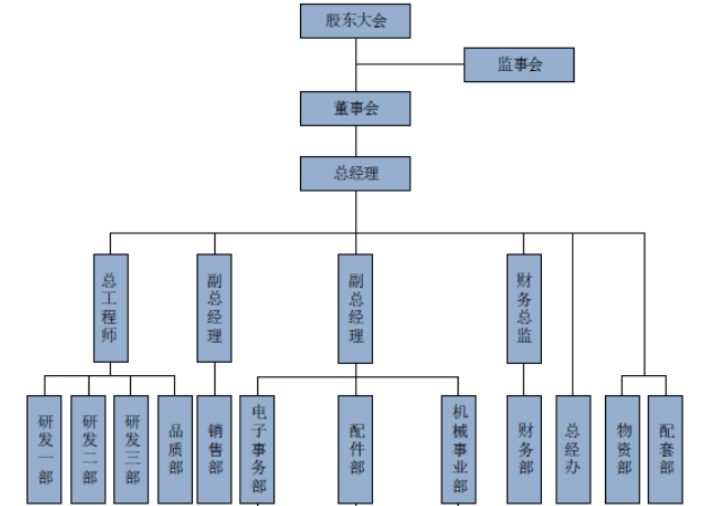 股东大会
监事会
董事会
总经理
总工程师
副总经理
副总经理
财务总监
研发一部
研发二部
研发三部
品质部
销售部
电子事务部
配件部
机械事业部
财务部
总经办
物资部
配套部